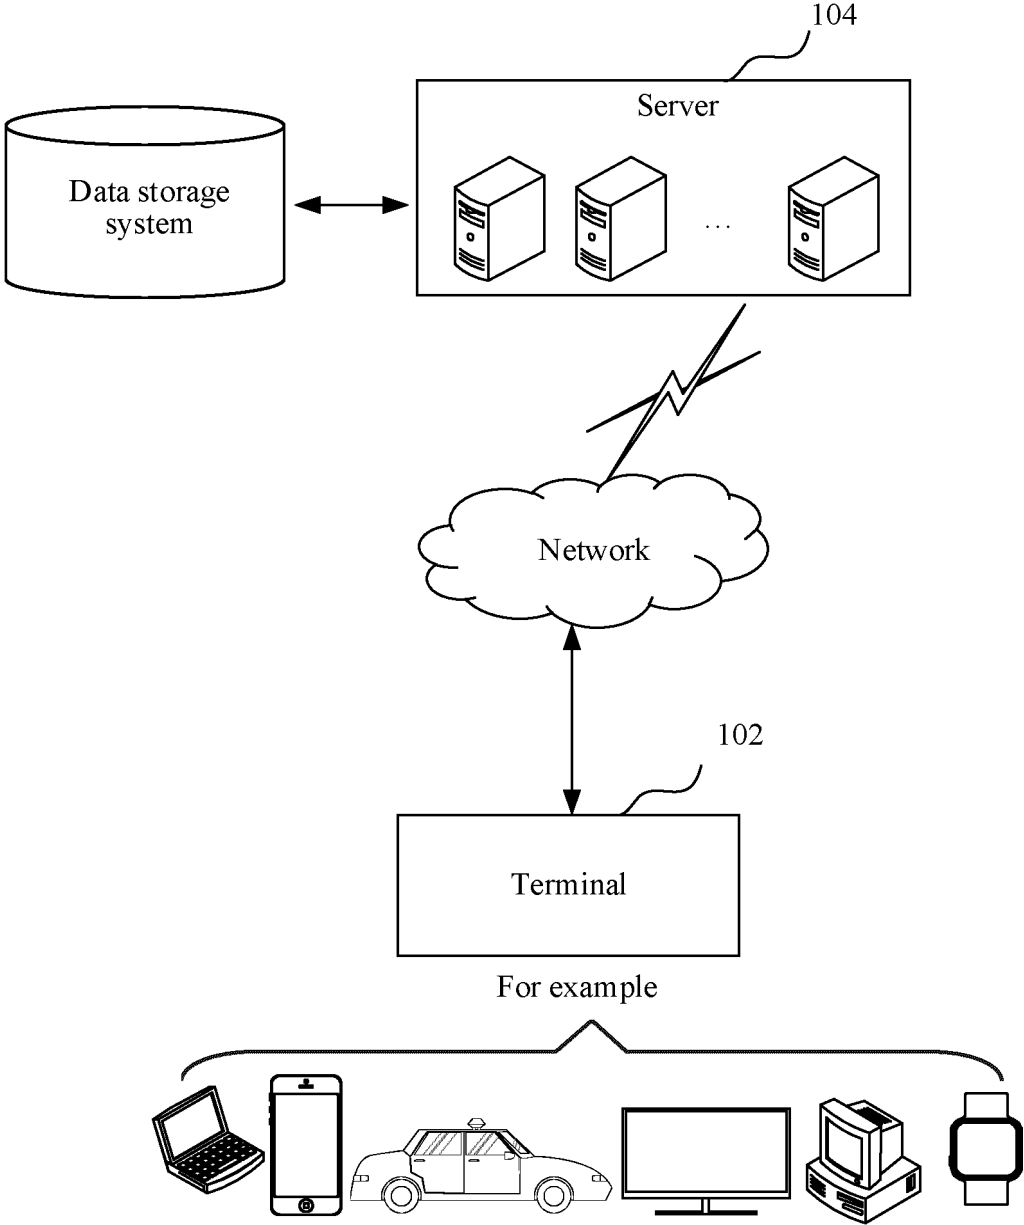 104
Server
Data storage
system
...
Network
102
Terminal
For example